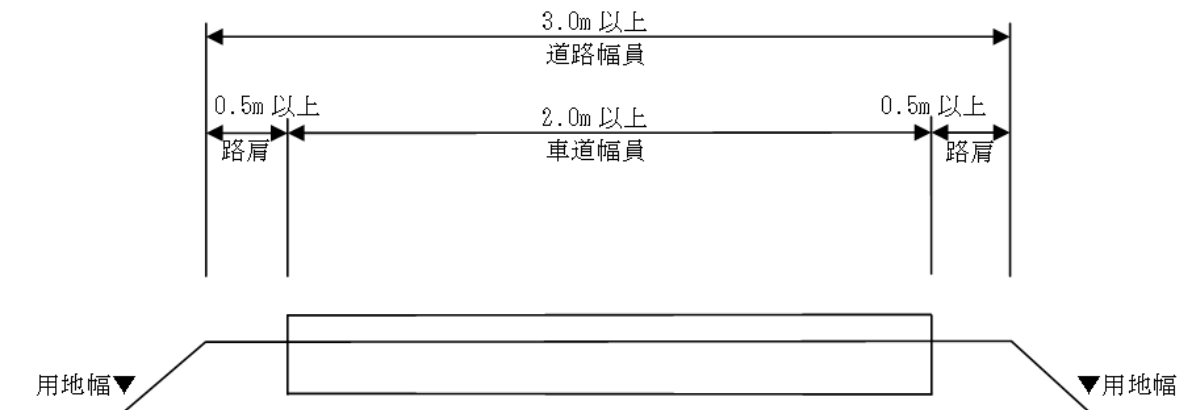 3.0m 以上
道路幅員
0.5m 以上
2.0m 以上
0.5m 以上
路肩
車道幅員
路肩
用地幅▼
▼用地幅